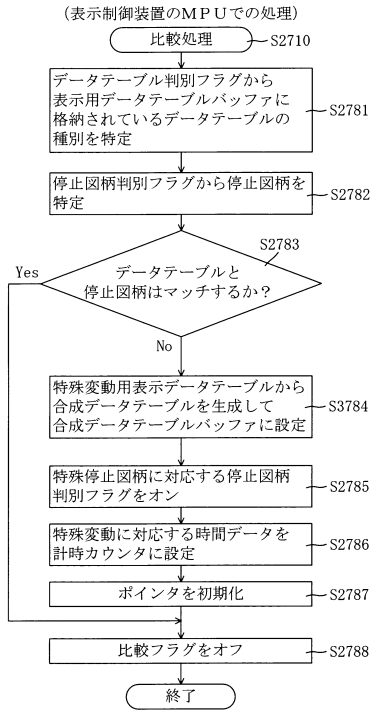 (表示制御装置のMPUでの処理)
比較処理
S2710
データテーブル判別フラグから
表示用データテーブルバッファに
格納されているデータテーブルの
種別を特定
S2781
停止図柄判別フラグから停止図柄を
特定
S2782
S2783
Yes
データテーブルと
停止図柄はマッチするか?
No
特殊変動用表示データテーブルから
合成データテーブルを生成して
合成データテーブルバッファに設定
S3784
特殊停止図柄に対応する停止図柄
判別フラグをオン
S2785
特殊変動に対応する時間データを
計時カウンタに設定
S2786
ポインタを初期化
S2787
比較フラグをオフ
S2788
終了